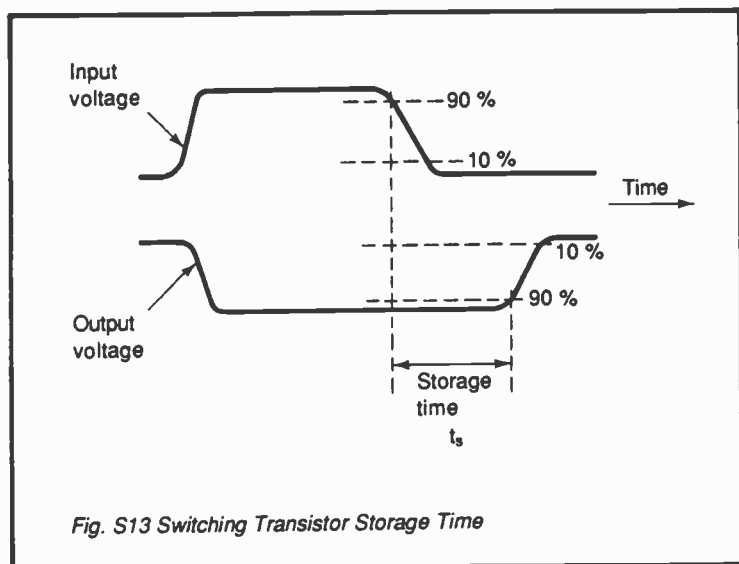 Input
voltage
90 %
10 %
Time
10 %
90 %
Output
voltage
Storage
time
tₛ
Fig. S13 Switching Transistor Storage Time